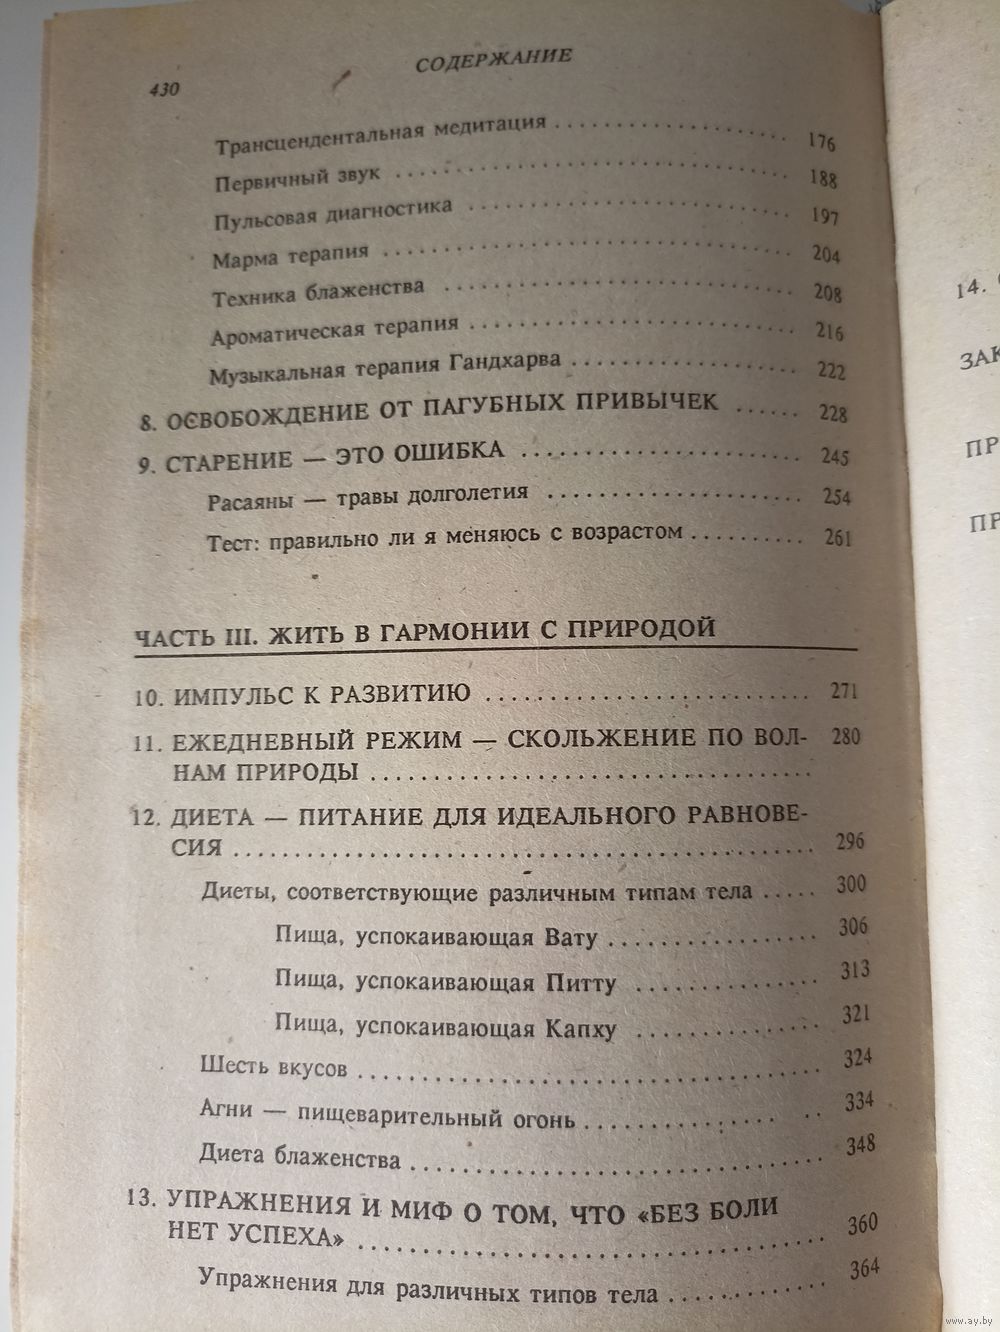 430
СОДЕРЖАНИЕ
Трансцендентальная медитация . . . . . . . . . . . . . . . . . 176
Первичный звук . . . . . . . . . . . . . . . . . . . . . . . . . 188
Пульсовая диагностика . . . . . . . . . . . . . . . . . . . . . 197
Марма терапия . . . . . . . . . . . . . . . . . . . . . . . . . 204
Техника блаженства . . . . . . . . . . . . . . . . . . . . . . . 208
Ароматическая терапия . . . . . . . . . . . . . . . . . . . . . 216
Музыкальная терапия Гандхарва . . . . . . . . . . . . . . . . 222
8. ОСВОБОЖДЕНИЕ ОТ ПАГУБНЫХ ПРИВЫЧЕК . . . . . . 228
9. СТАРЕНИЕ — ЭТО ОШИБКА . . . . . . . . . . . . . . . . . . 245
Расаяны — травы долголетия . . . . . . . . . . . . . . . . . . 254
Тест: правильно ли я меняюсь с возрастом . . . . . . . . . . 261
ЧАСТЬ III. ЖИТЬ В ГАРМОНИИ С ПРИРОДОЙ
10. ИМПУЛЬС К РАЗВИТИЮ . . . . . . . . . . . . . . . . . . . . 271
11. ЕЖЕДНЕВНЫЙ РЕЖИМ — СКОЛЬЖЕНИЕ ПО ВОЛ- 280
НАМ ПРИРОДЫ . . . . . . . . . . . . . . . . . . . . . . . . . .
12. ДИЕТА — ПИТАНИЕ ДЛЯ ИДЕАЛЬНОГО РАВНОВЕ-
СИЯ . . . . . . . . . . . . . . . . . . . . . . . . . . . . . . . . 296
Диеты, соответствующие различным типам тела . . . . . 300
Пища, успокаивающая Вату . . . . . . . . . . . . . . . . . 306
Пища, успокаивающая Питту . . . . . . . . . . . . . . . 313
Пища, успокаивающая Капху . . . . . . . . . . . . . . . 321
Шесть вкусов . . . . . . . . . . . . . . . . . . . . . . . . . . . 324
Агни — пищеварительный огонь . . . . . . . . . . . . . . . . 334
Диета блаженства . . . . . . . . . . . . . . . . . . . . . . . . 348
13. УПРАЖНЕНИЯ И МИФ О ТОМ, ЧТО «БЕЗ БОЛИ
НЕТ УСПЕХА» . . . . . . . . . . . . . . . . . . . . . . . . . . . 360
Упражнения для различных типов тела . . . . . . . . . . . 364
14.
ЗАК
ПР
ПР
www.ay.by